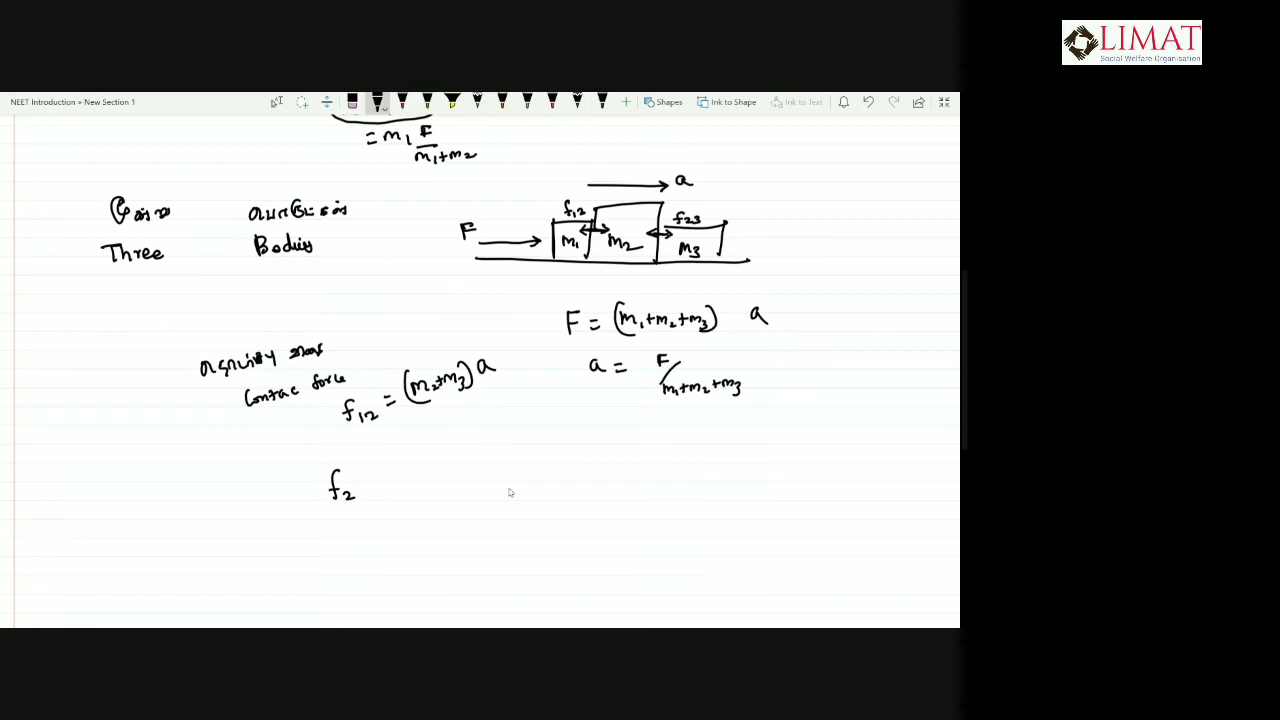 LIMAT
Social Welfare Organisation
NEET Introduction » New Section 1
Shapes
Ink to Shape
Ink to Text
= m₁ F/m₁+m₂
a
F
f₁₂
f₂₃
m₁ m₂ m₃
Three Bodies
F = (m₁+m₂+m₃) a
a = F/m₁+m₂+m₃
Contac force
f₁₂ = (m₂+m₃)a
f₂